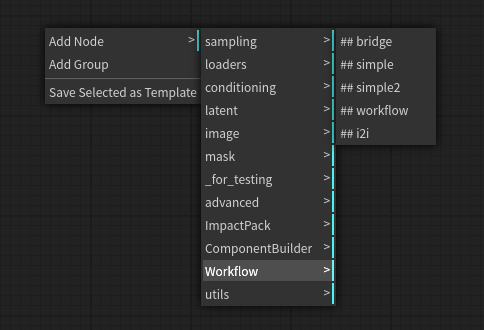 Add Node >
Add Group
Save Selected as Template
sampling >
loaders >
conditioning >
latent >
image >
mask >
_for_testing >
advanced >
ImpactPack >
ComponentBuilder >
Workflow >
utils >
## bridge
## simple
## simple2
## workflow
## i2i